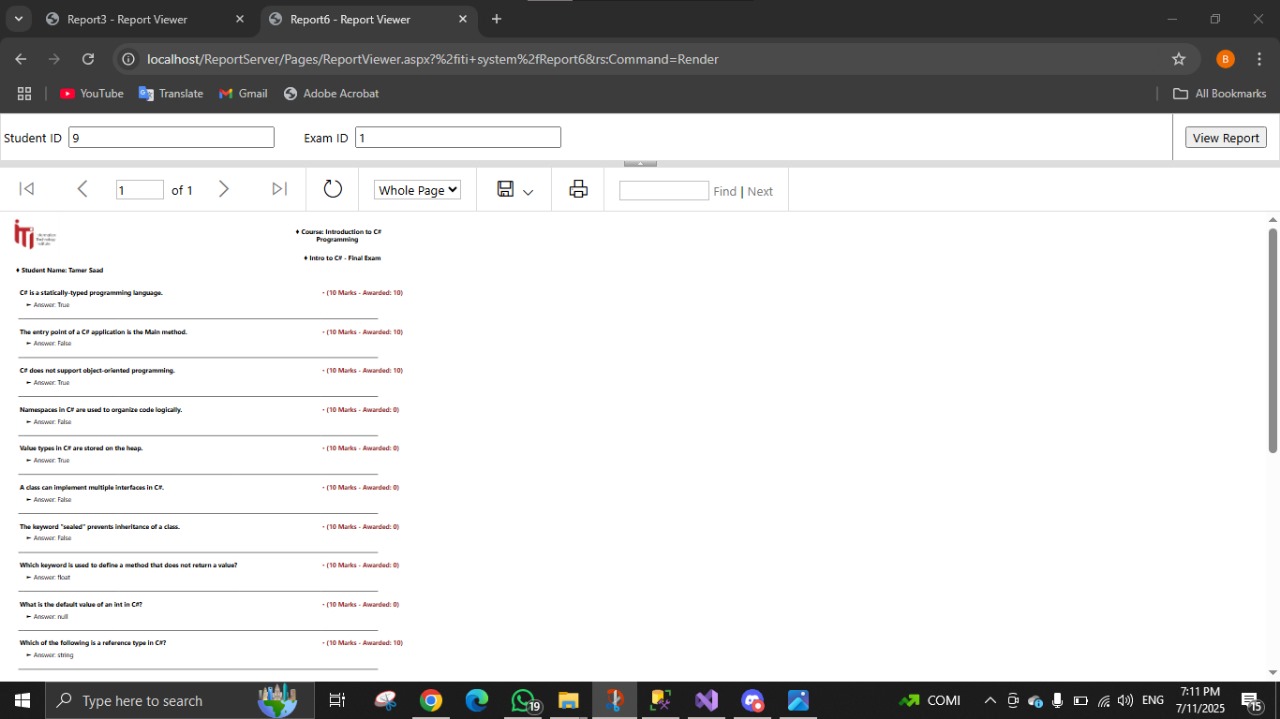 Report3 - Report Viewer
Report6 - Report Viewer
localhost/ReportServer/Pages/ReportViewer.aspx?%2fiti+system%2fReport6&rs:Command=Render
B
YouTube
Translate
Gmail
Adobe Acrobat
All Bookmarks
Student ID 9
Exam ID 1
View Report
1 of 1
Whole Page
Find | Next
iTi Information Technology Institute
♦ Course: Introduction to C#
Programming
♦ Intro to C# - Final Exam
♦ Student Name: Tamer Saad
C# is a statically-typed programming language. - (10 Marks - Awarded: 10)
► Answer: True
The entry point of a C# application is the Main method. - (10 Marks - Awarded: 10)
► Answer: False
C# does not support object-oriented programming. - (10 Marks - Awarded: 10)
► Answer: True
Namespaces in C# are used to organize code logically. - (10 Marks - Awarded: 0)
► Answer: False
Value types in C# are stored on the heap. - (10 Marks - Awarded: 0)
► Answer: True
A class can implement multiple interfaces in C#. - (10 Marks - Awarded: 0)
► Answer: False
The keyword "sealed" prevents inheritance of a class. - (10 Marks - Awarded: 0)
► Answer: False
Which keyword is used to define a method that does not return a value? - (10 Marks - Awarded: 0)
► Answer: float
What is the default value of an int in C#? - (10 Marks - Awarded: 0)
► Answer: null
Which of the following is a reference type in C#? - (10 Marks - Awarded: 10)
► Answer: string
Type here to search
19
COMI
ENG
7:11 PM
7/11/2025
15